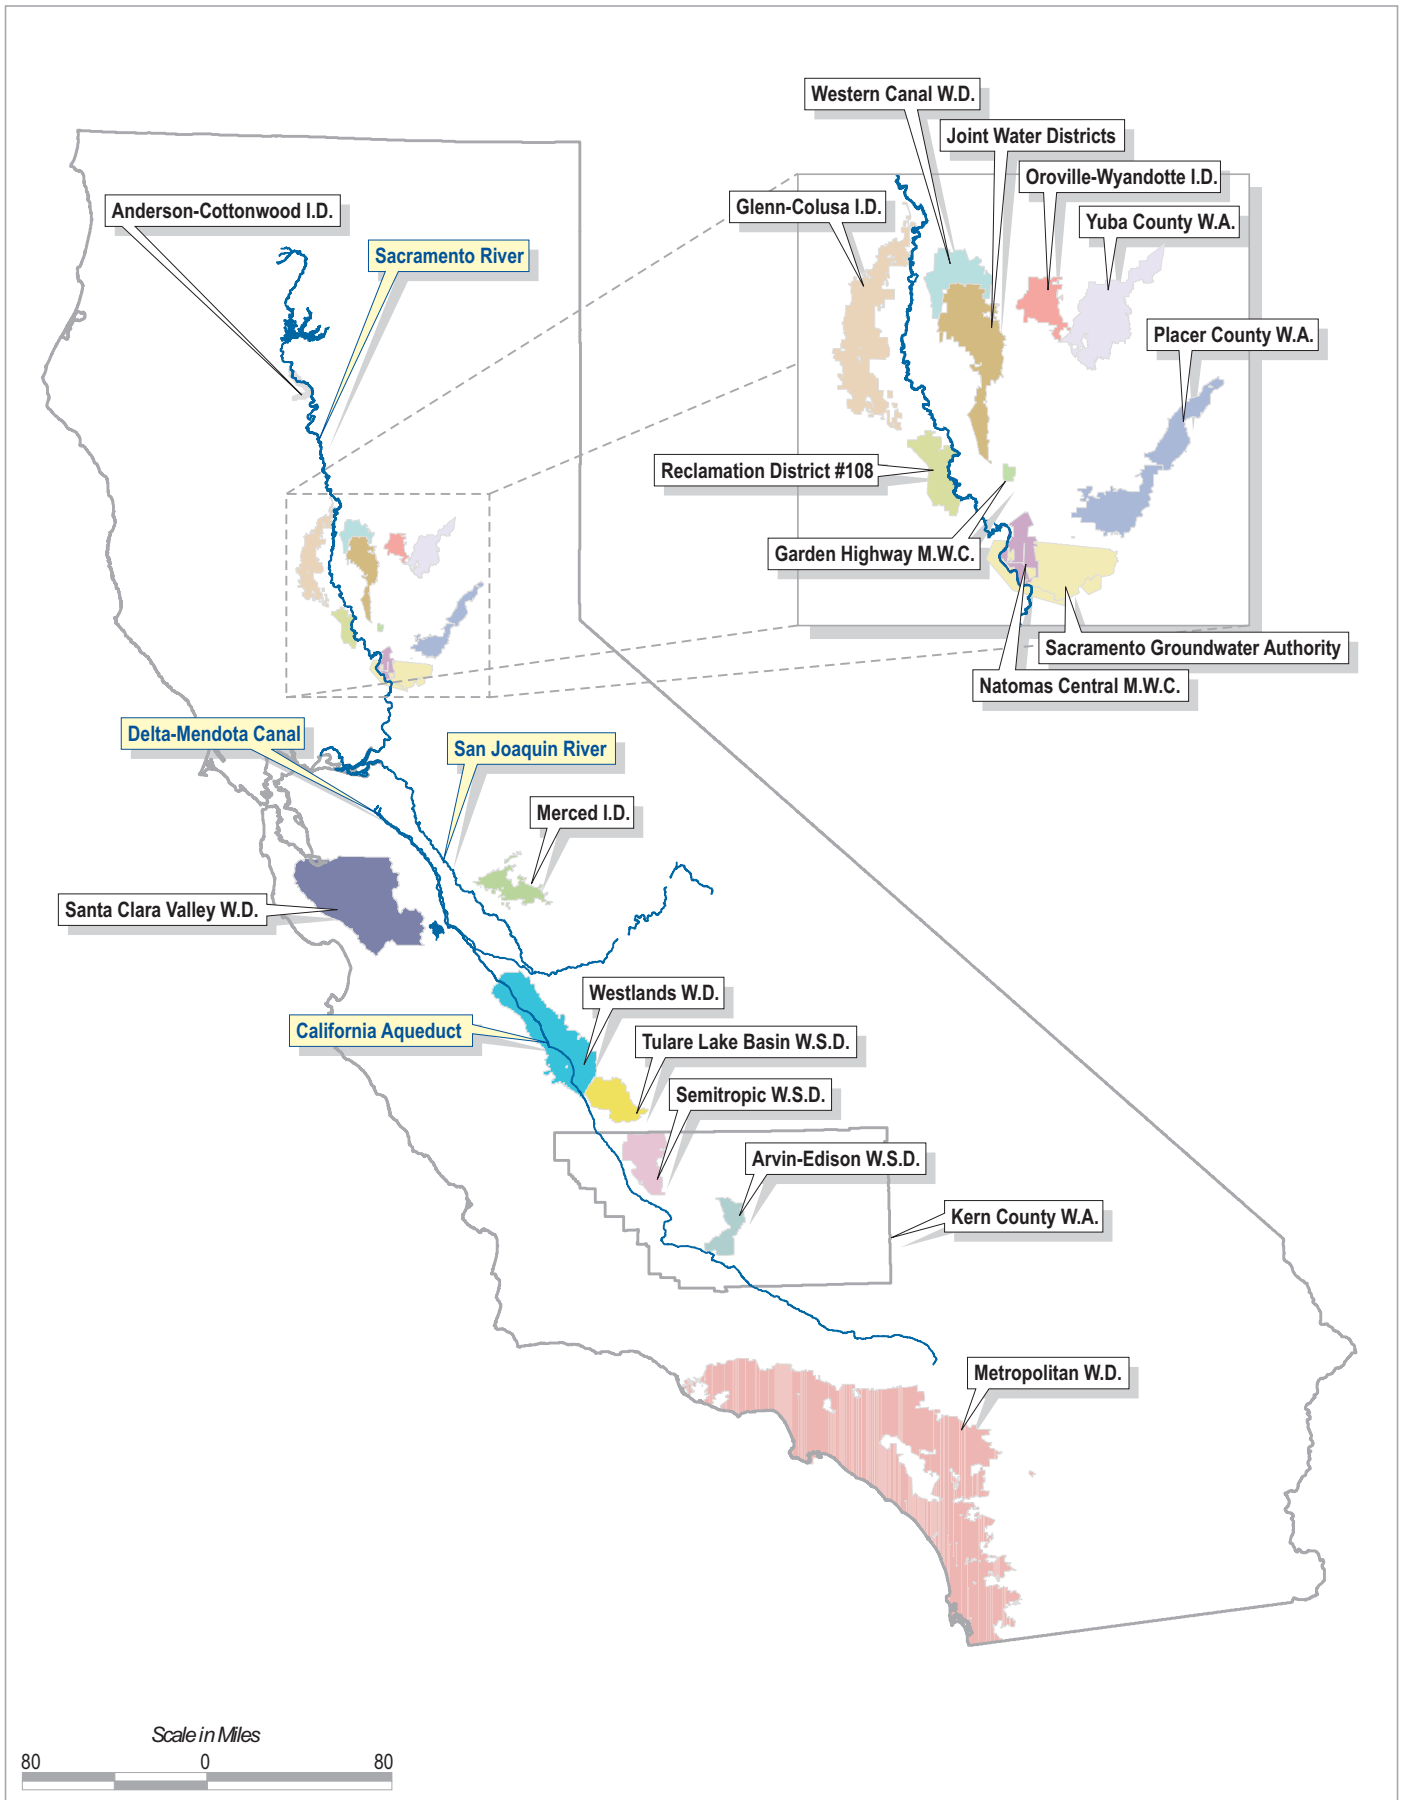 Western Canal W.D.
Joint Water Districts
Oroville-Wyandotte I.D.
Glenn-Colusa I.D.
Yuba County W.A.
Anderson-Cottonwood I.D.
Sacramento River
Placer County W.A.
Reclamation District #108
Garden Highway M.W.C.
Sacramento Groundwater Authority
Natomas Central M.W.C.
Delta-Mendota Canal
San Joaquin River
Merced I.D.
Santa Clara Valley W.D.
Westlands W.D.
California Aqueduct
Tulare Lake Basin W.S.D.
Semitropic W.S.D.
Arvin-Edison W.S.D.
Kern County W.A.
Metropolitan W.D.
Scale in Miles
80 0 80